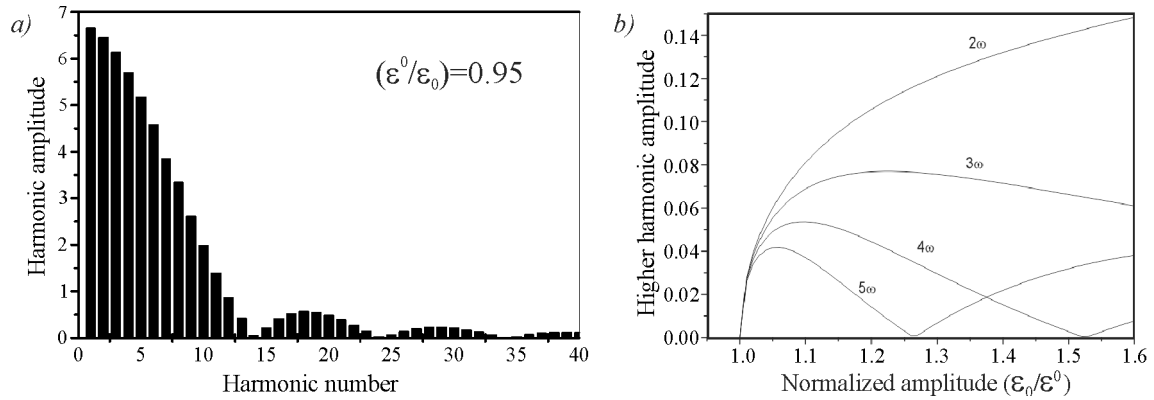 a)
Harmonic amplitude
7
6
5
4
3
2
1
0
(ε⁰/ε₀)=0.95
0 5 10 15 20 25 30 35 40
Harmonic number
b)
Higher harmonic amplitude
0.14
0.12
0.10
0.08
0.06
0.04
0.02
0.00
2ω
3ω
4ω
5ω
1.0 1.1 1.2 1.3 1.4 1.5 1.6
Normalized amplitude (ε₀/ε⁰)